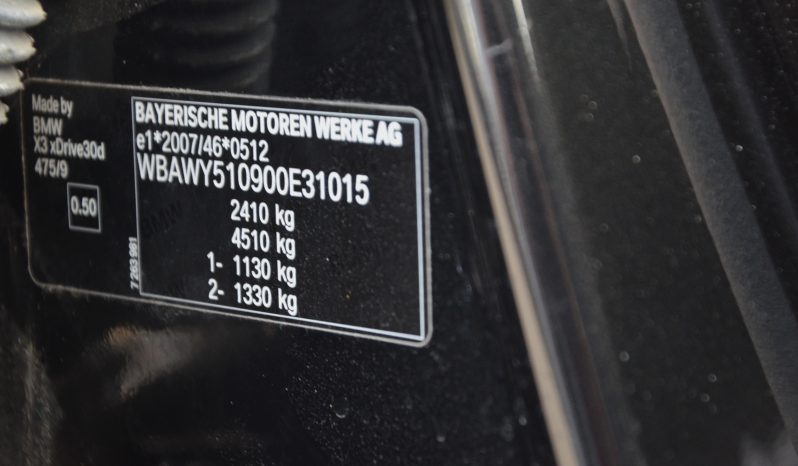 Made by
BMW
X3 xDrive30d
475/9
0.50
BAYERISCHE MOTOREN WERKE AG
e1*2007/46*0512
WBAWY510900E31015
2410 kg
4510 kg
1- 1130 kg
2- 1330 kg
7 263 981